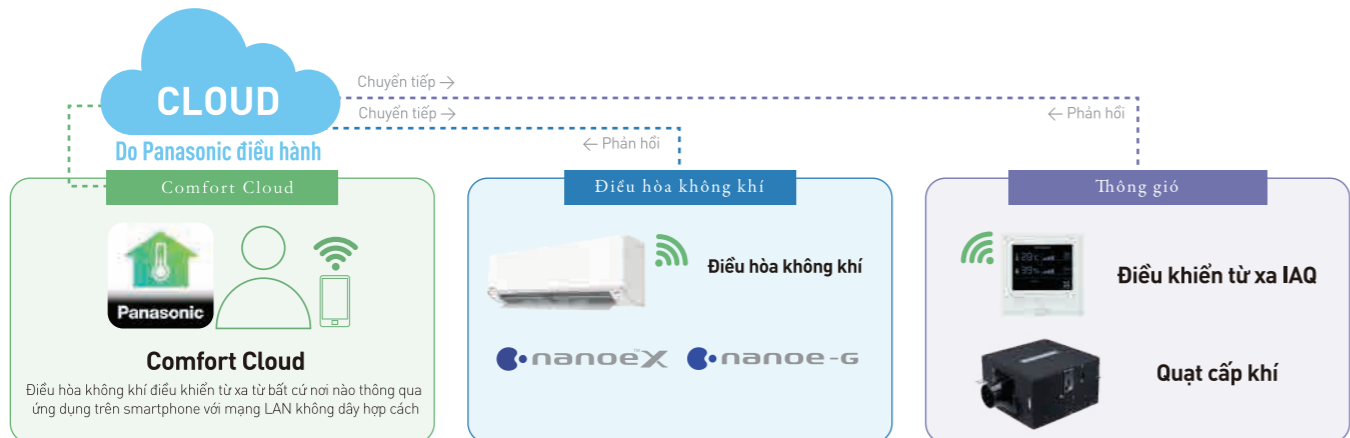 CLOUD
Do Panasonic điều hành
Chuyển tiếp →
Chuyển tiếp →
← Phản hồi
← Phản hồi
Comfort Cloud
Panasonic
Comfort Cloud
Điều hòa không khí điều khiển từ xa từ bất cứ nơi nào thông qua
ứng dụng trên smartphone với mạng LAN không dây hợp cách
Điều hòa không khí
Điều hòa không khí
nanoe™X
nanoe-G
Thông gió
Điều khiển từ xa IAQ
Quạt cấp khí